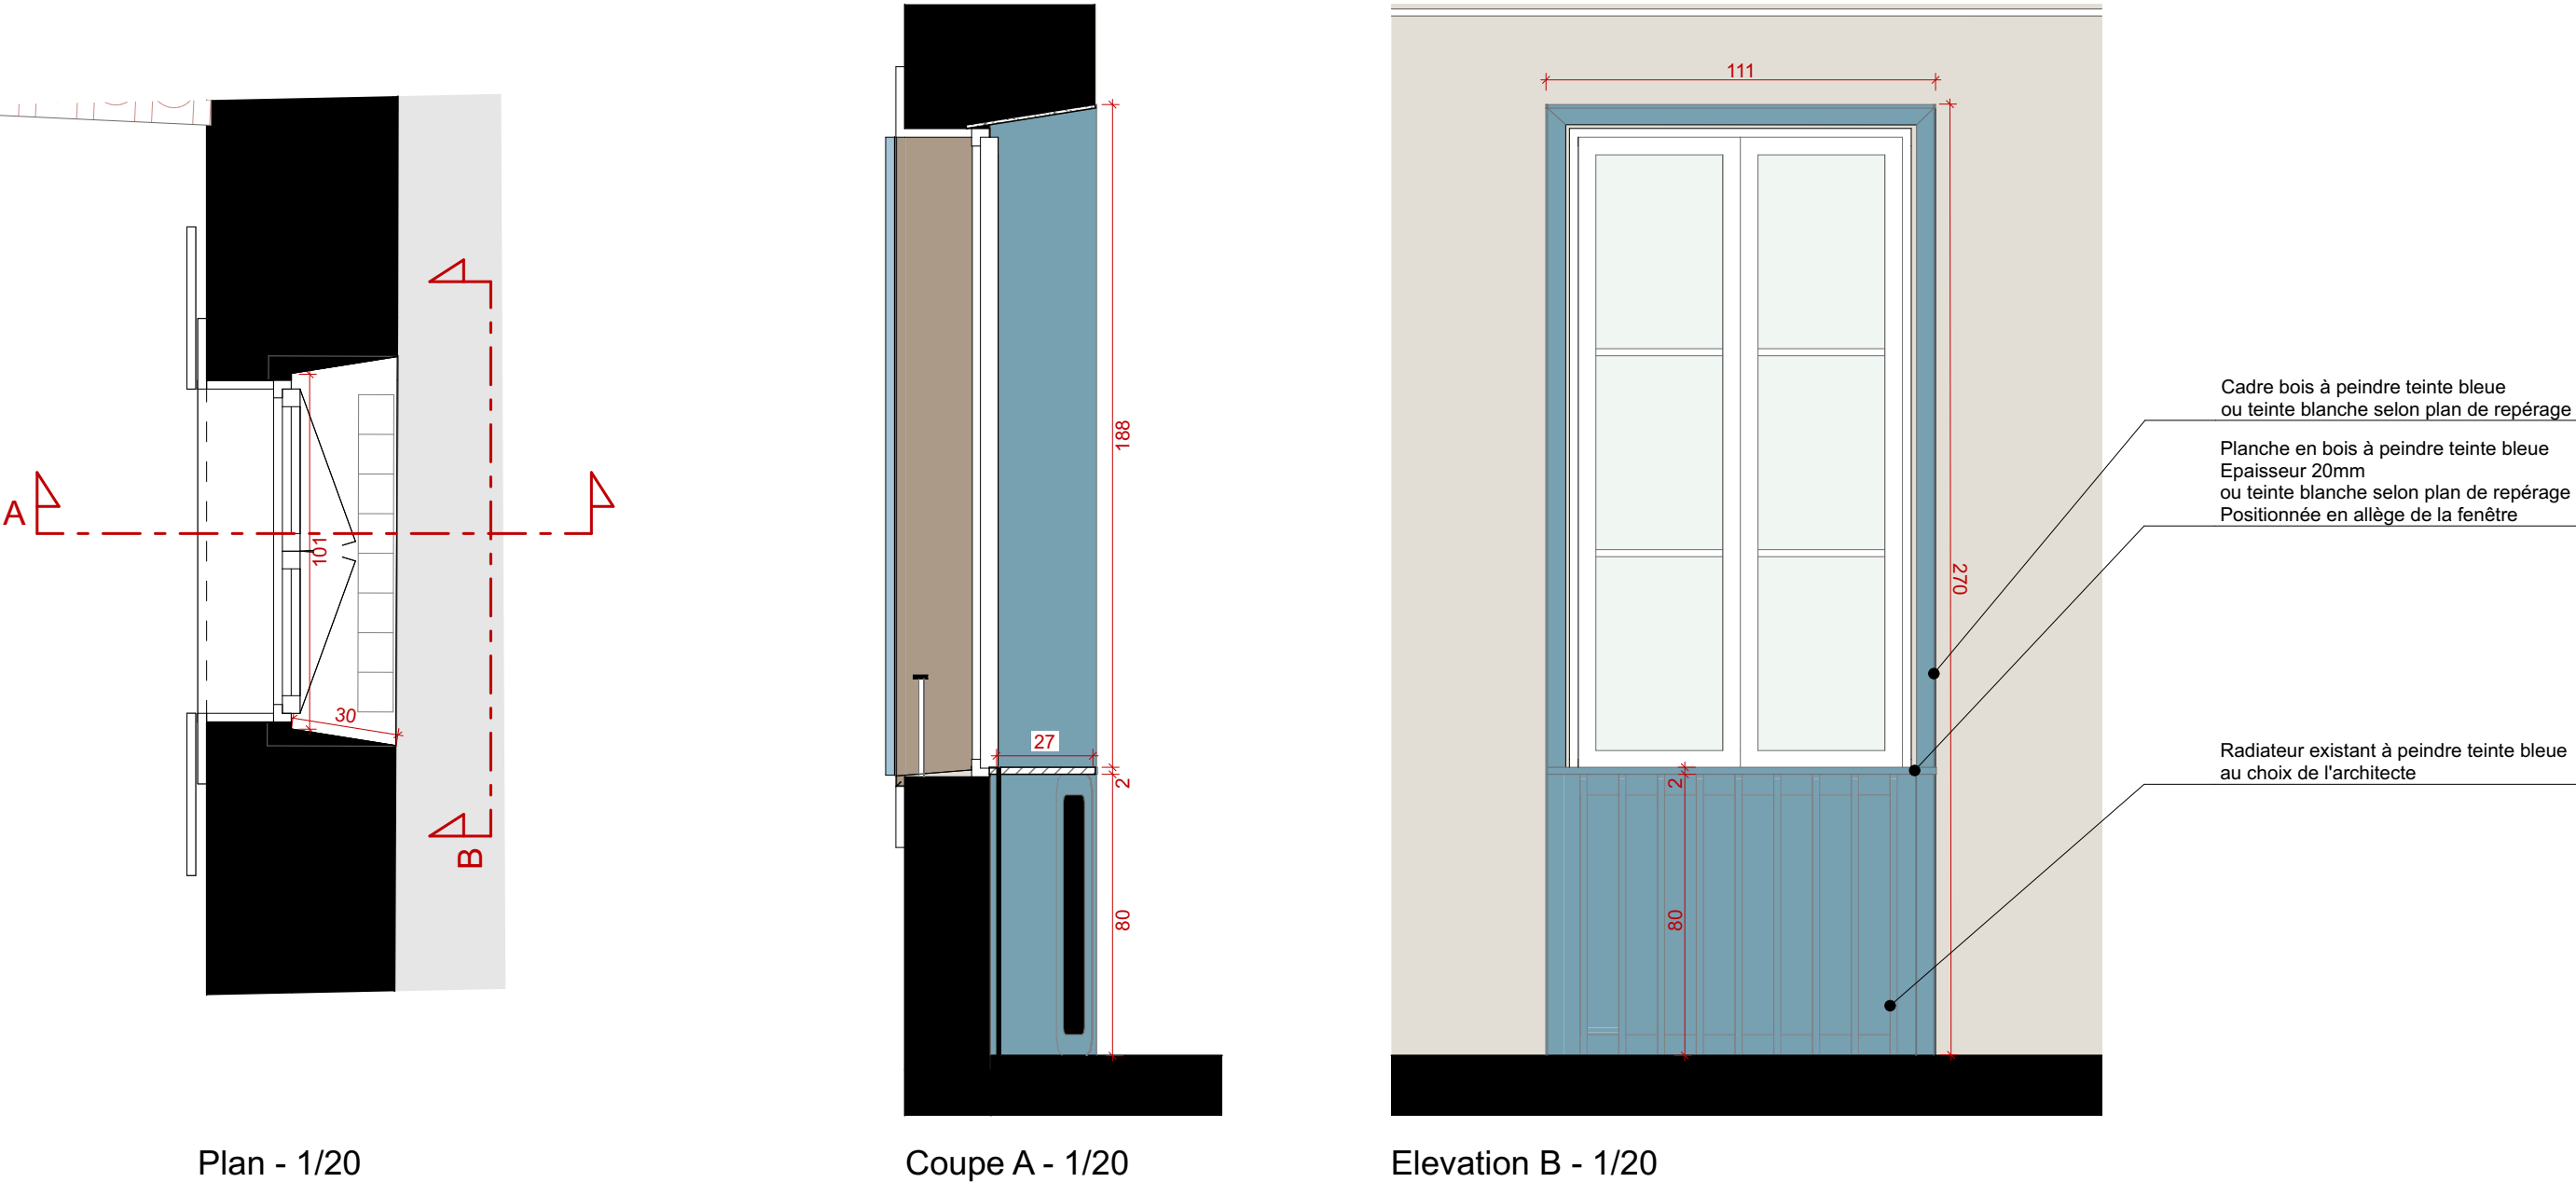 A
101
30
B
Plan - 1/20
188
27
2
80
Coupe A - 1/20
111
270
2
80
Elevation B - 1/20
Cadre bois à peindre teinte bleue
ou teinte blanche selon plan de repérage
Planche en bois à peindre teinte bleue
Epaisseur 20mm
ou teinte blanche selon plan de repérage
Positionnée en allège de la fenêtre
Radiateur existant à peindre teinte bleue
au choix de l'architecte